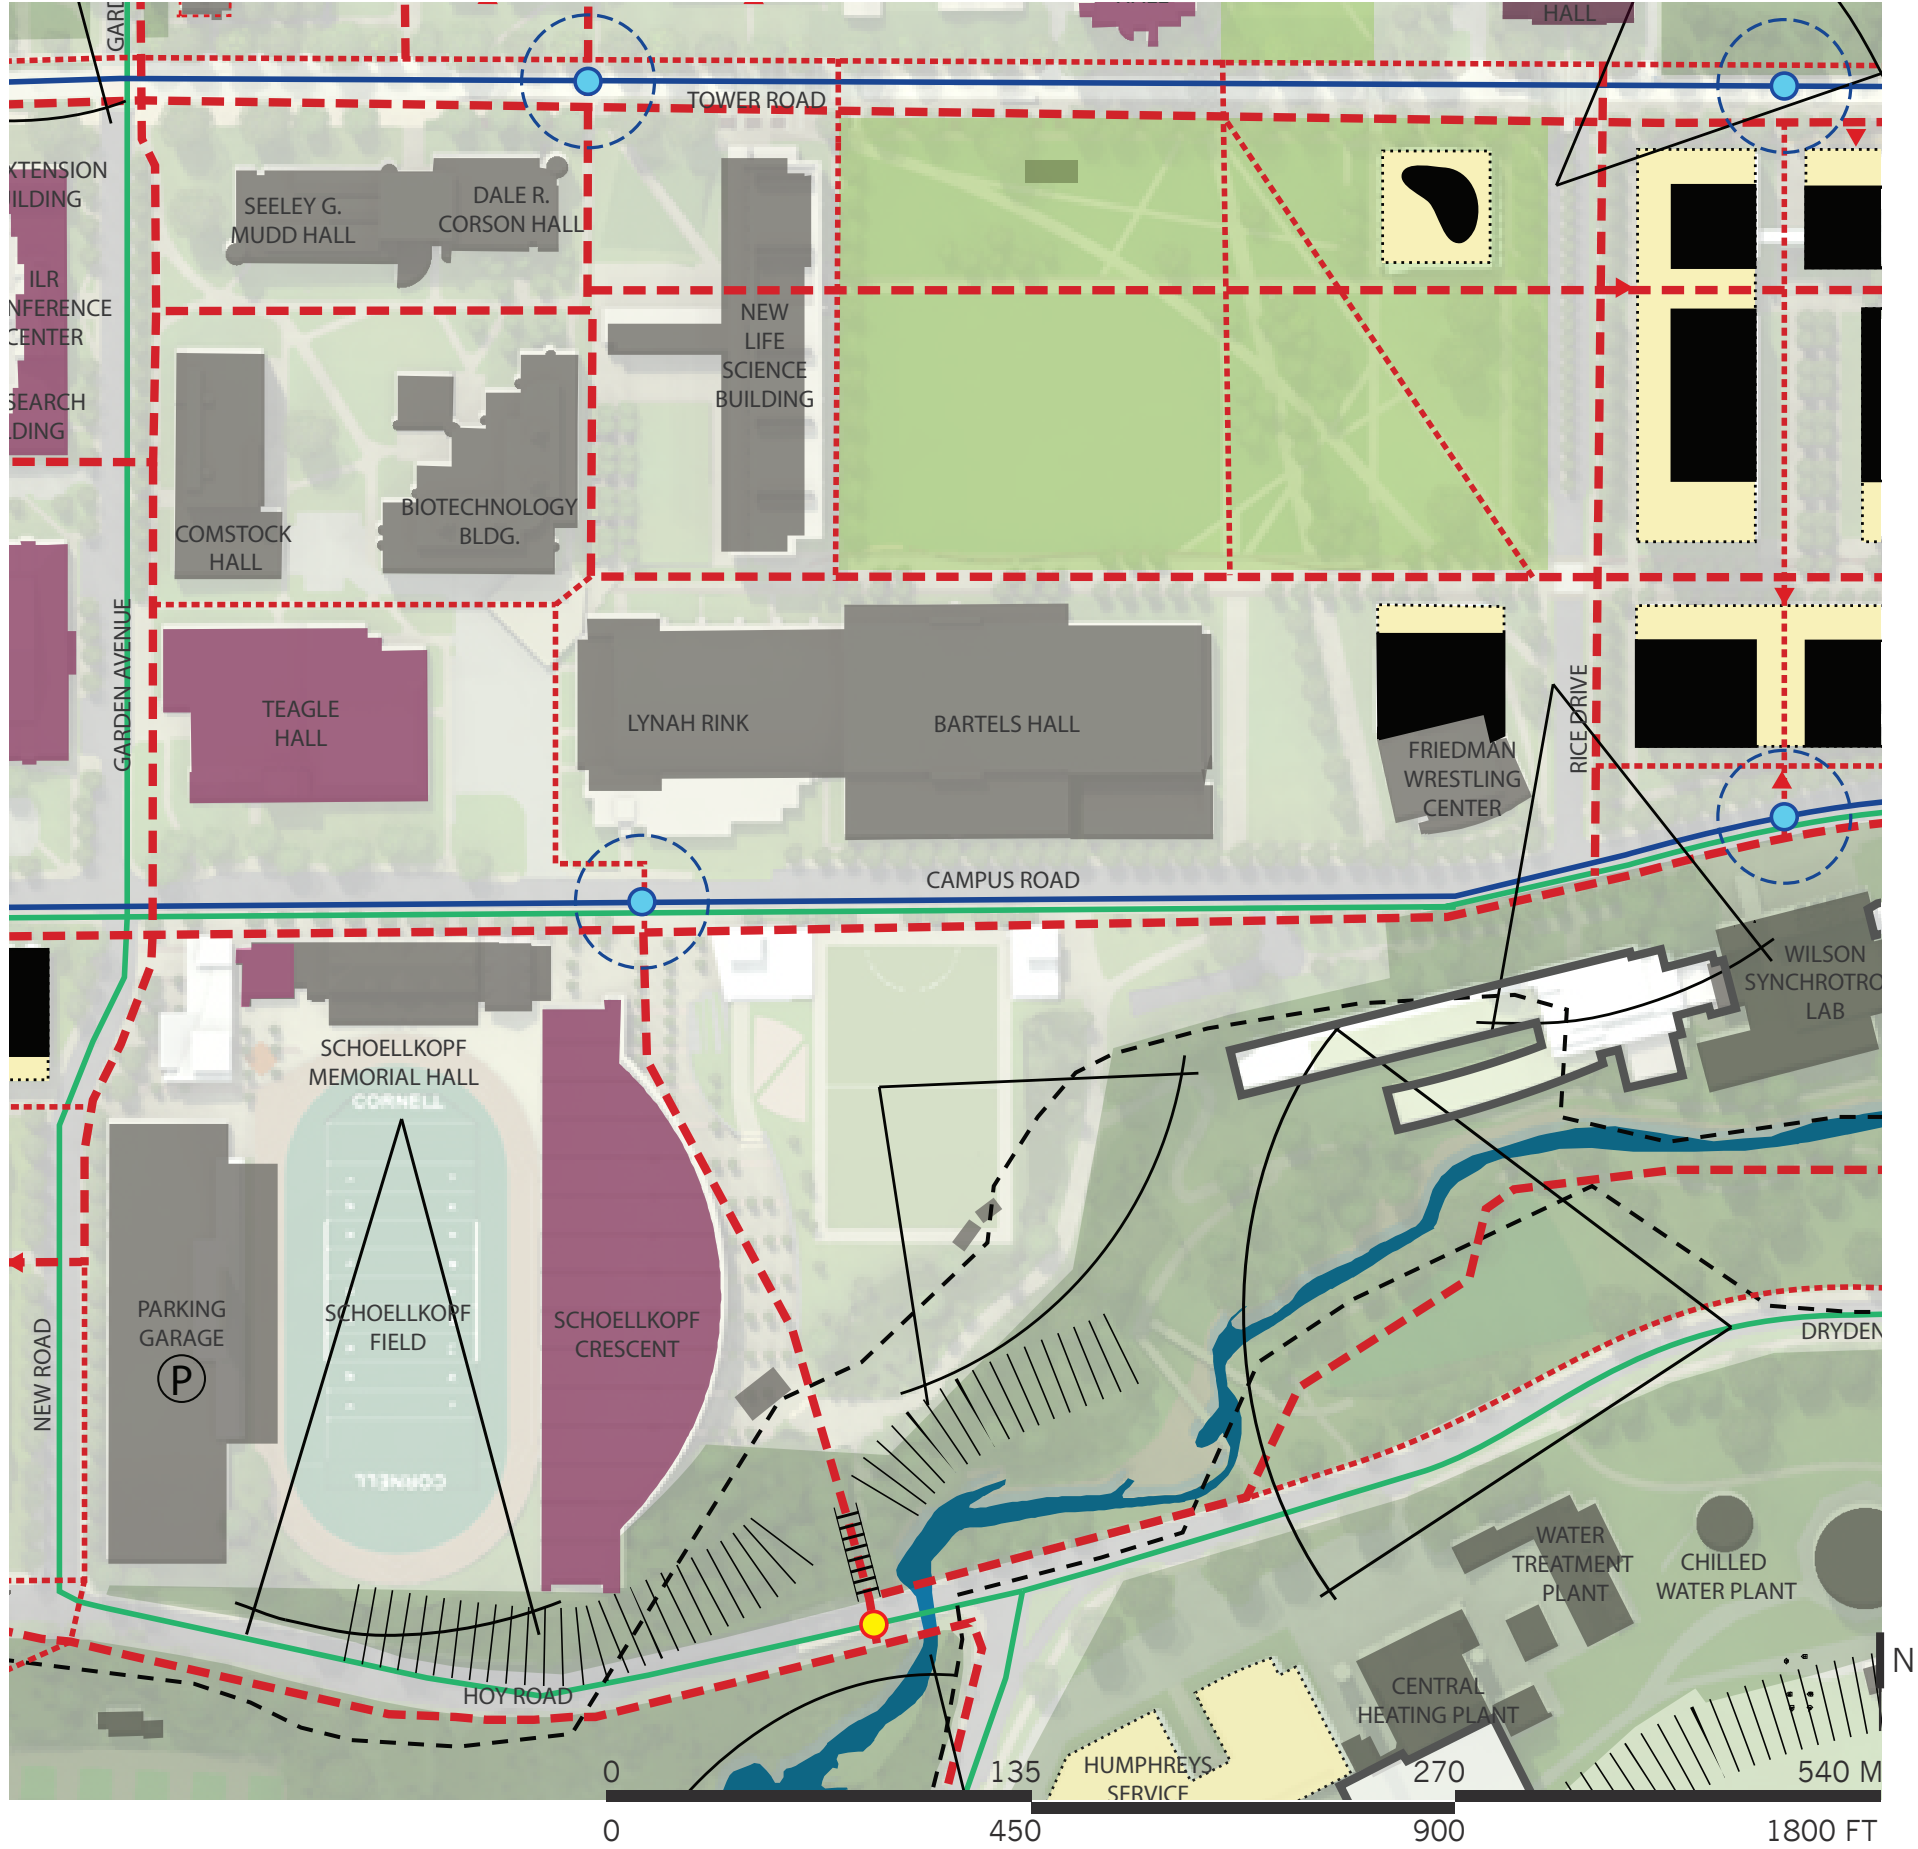 HALL
GARD
TOWER ROAD
XTENSION
ILDING
SEELEY G.
MUDD HALL
DALE R.
CORSON HALL
ILR
NFERENCE
CENTER
NEW
LIFE
SCIENCE
BUILDING
SEARCH
LDING
COMSTOCK
HALL
BIOTECHNOLOGY
BLDG.
GARDEN AVENUE
TEAGLE
HALL
LYNAH RINK
BARTELS HALL
FRIEDMAN
WRESTLING
CENTER
RICE DRIVE
CAMPUS ROAD
WILSON
SYNCHROTRO
LAB
SCHOELLKOPF
MEMORIAL HALL
CORNELL
PARKING
GARAGE
P
SCHOELLKOPF
FIELD
SCHOELLKOPF
CRESCENT
NEW ROAD
DRYDEN
CORNELL
WATER
TREATMENT
PLANT
CHILLED
WATER PLANT
HOY ROAD
CENTRAL
HEATING PLANT
N
HUMPHREYS
SERVICE
0 135 270 540 M
0 450 900 1800 FT